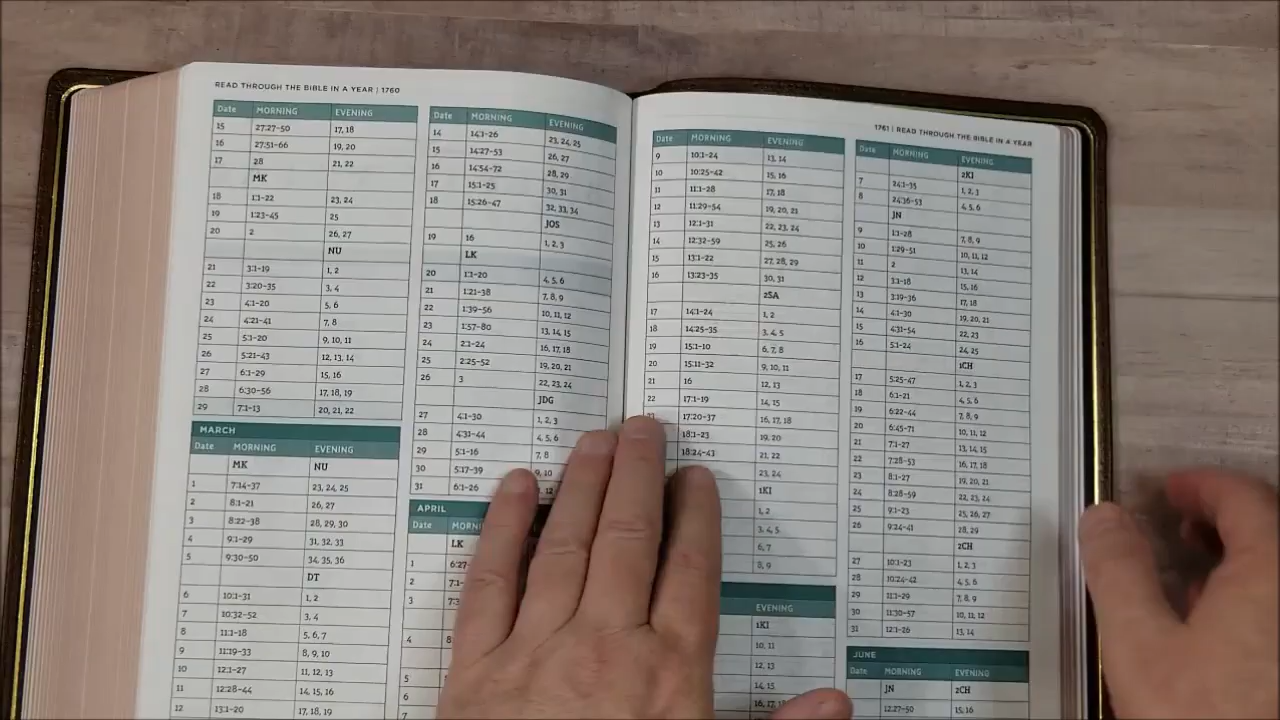 READ THROUGH THE BIBLE IN A YEAR | 1760
Date MORNING EVENING
15 27:27–50 17, 18
16 27:51–66 19, 20
17 28 21, 22
MK
18 1:1–22 23, 24
19 1:23–45 25
20 2 26, 27
NU
21 3:1–19 1, 2
22 3:20–35 3, 4
23 4:1–20 5, 6
24 4:21–41 7, 8
25 5:1–20 9, 10, 11
26 5:21–43 12, 13, 14
27 6:1–29 15, 16
28 6:30–56 17, 18, 19
29 7:1–13 20, 21, 22
MARCH
Date MORNING EVENING
MK NU
1 7:14–37 23, 24, 25
2 8:1–21 26, 27
3 8:22–38 28, 29, 30
4 9:1–29 31, 32, 33
5 9:30–50 34, 35, 36
DT
6 10:1–31 1, 2
7 10:32–52 3, 4
8 11:1–18 5, 6, 7
9 11:19–33 8, 9, 10
10 12:1–27 11, 12, 13
11 12:28–44 14, 15, 16
12 13:1–20 17, 18, 19
Date MORNING EVENING
14 14:1–26 23, 24, 25
15 14:27–53 26, 27
16 14:54–72 28, 29
17 15:1–25 30, 31
18 15:26–47 32, 33, 34
JOS
19 16 1, 2, 3
LK
20 1:1–20 4, 5, 6
21 1:21–38 7, 8, 9
22 1:39–56 10, 11, 12
23 1:57–80 13, 14, 15
24 2:1–24 16, 17, 18
25 2:25–52 19, 20, 21
26 3 22, 23, 24
JDG
27 4:1–30 1, 2, 3
28 4:31–44 4, 5, 6
29 5:1–16 7, 8
30 5:17–39 9, 10
31 6:1–26 12
APRIL
Date
LK
1 6:27–
2 7:1–
3
4 8
5
6
7
1761 | READ THROUGH THE BIBLE IN A YEAR
Date MORNING EVENING
9 10:1–24 13, 14
10 10:25–42 15, 16
11 11:1–28 17, 18
12 11:29–54 19, 20, 21
13 12:1–31 22, 23, 24
14 12:32–59 25, 26
15 13:1–22 27, 28, 29
16 13:23–35 30, 31
2SA
17 14:1–24 1, 2
18 14:25–35 3, 4, 5
19 15:1–10 6, 7, 8
20 15:11–32 9, 10, 11
21 16 12, 13
22 17:1–19 14, 15
17:20–37 16, 17, 18
18:1–23 19, 20
18:24–43 21, 22
23, 24
1KI
1, 2
3, 4, 5
6, 7
8, 9
EVENING
1KI
10, 11
12, 13
14, 15
16, 17,
Date MORNING EVENING
2KI
7 24:1–35 1, 2, 3
8 24:36–53 4, 5, 6
JN
9 1:1–28 7, 8, 9
10 1:29–51 10, 11, 12
11 2 13, 14
12 3:1–18 15, 16
13 3:19–36 17, 18
14 4:1–30 19, 20, 21
15 4:31–54 22, 23
16 5:1–24 24, 25
1CH
17 5:25–47 1, 2, 3
18 6:1–21 4, 5, 6
19 6:22–44 7, 8, 9
20 6:45–71 10, 11, 12
21 7:1–27 13, 14, 15
22 7:28–53 16, 17, 18
23 8:1–27 19, 20, 21
24 8:28–59 22, 23, 24
25 9:1–23 25, 26, 27
26 9:24–41 28, 29
2CH
27 10:1–23 1, 2, 3
28 10:24–42 4, 5, 6
29 11:1–29 7, 8, 9
30 11:30–57 10, 11, 12
31 12:1–26 13, 14
JUNE
Date MORNING EVENING
JN 2CH
12:27–50 15, 16